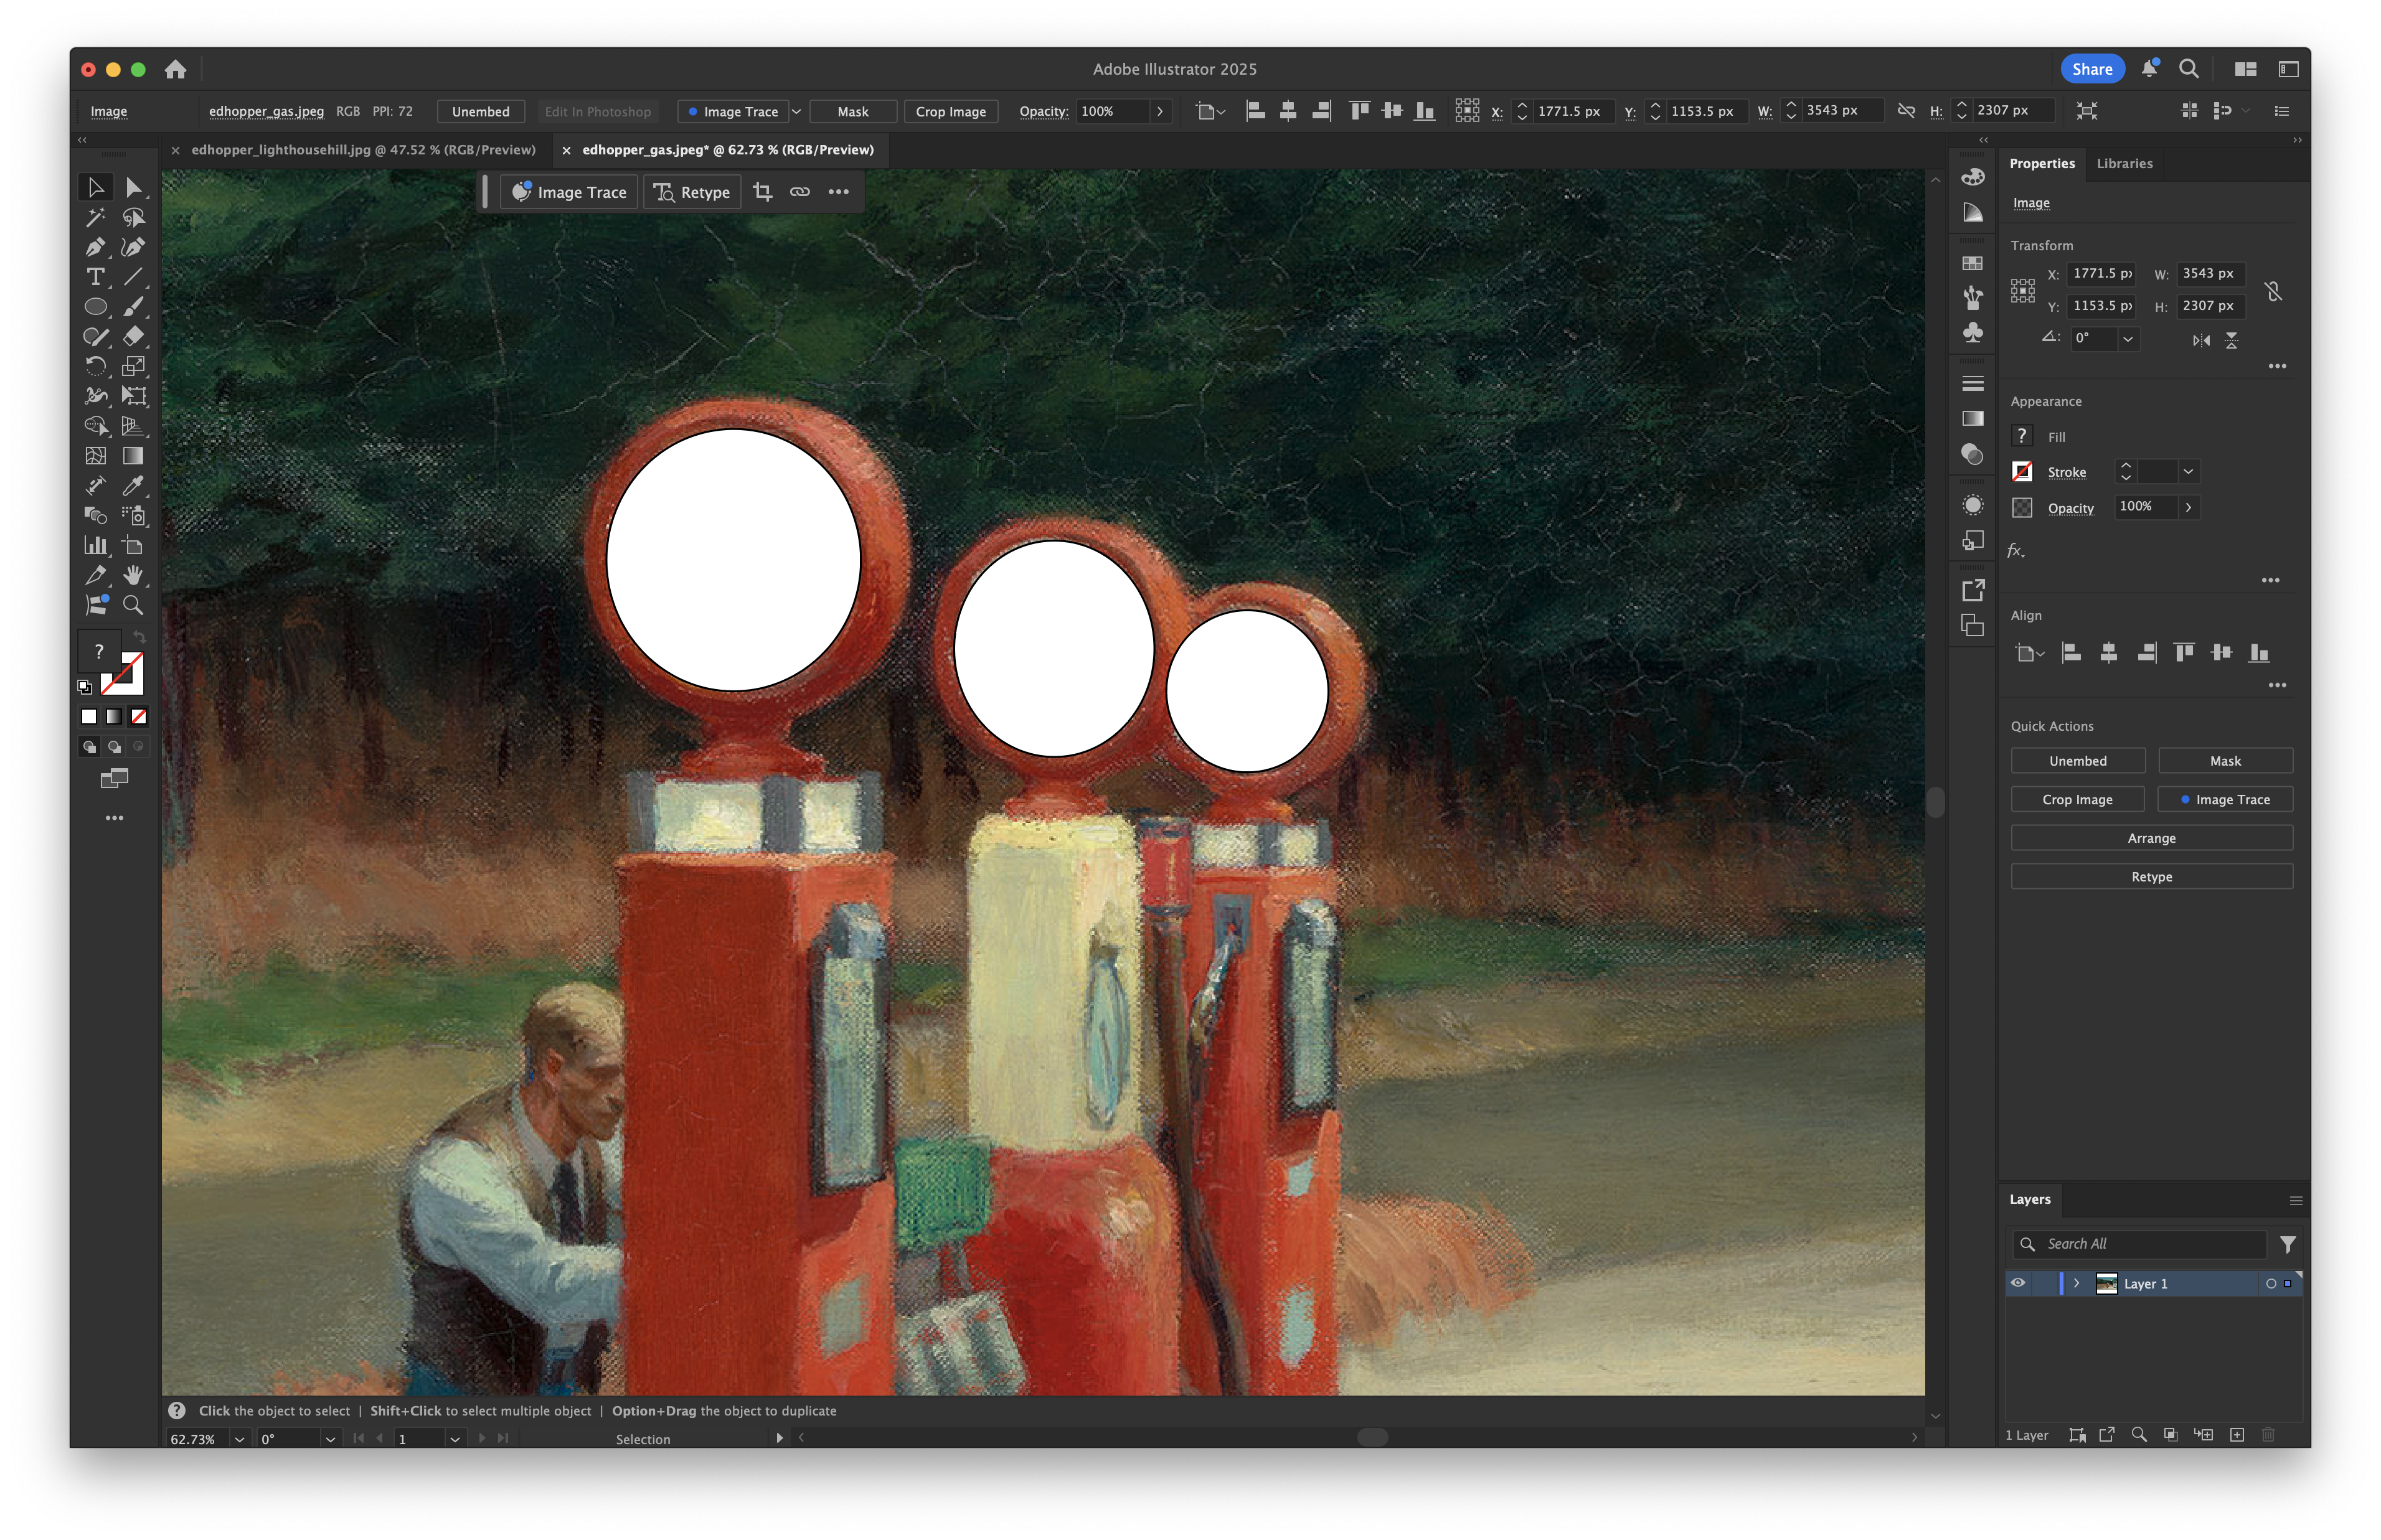 Adobe Illustrator 2025
Share
Image
edhopper_gas.jpeg RGB PPI: 72 Unembed Edit In Photoshop Image Trace Mask Crop Image Opacity: 100% X: 1771.5 px Y: 1153.5 px W: 3543 px H: 2307 px
edhopper_lighthousehill.jpg @ 47.52 % (RGB/Preview)
edhopper_gas.jpeg* @ 62.73 % (RGB/Preview)
Image Trace Retype
Properties Libraries
Image
Transform
X: 1771.5 px W: 3543 px
Y: 1153.5 px H: 2307 px
0°
Appearance
? Fill
Stroke
Opacity 100%
fx.
Align
Quick Actions
Unembed Mask
Crop Image Image Trace
Arrange
Retype
?
Layers
Search All
Layer 1
1 Layer
Click the object to select | Shift+Click to select multiple object | Option+Drag the object to duplicate
62.73% 0° 1 Selection